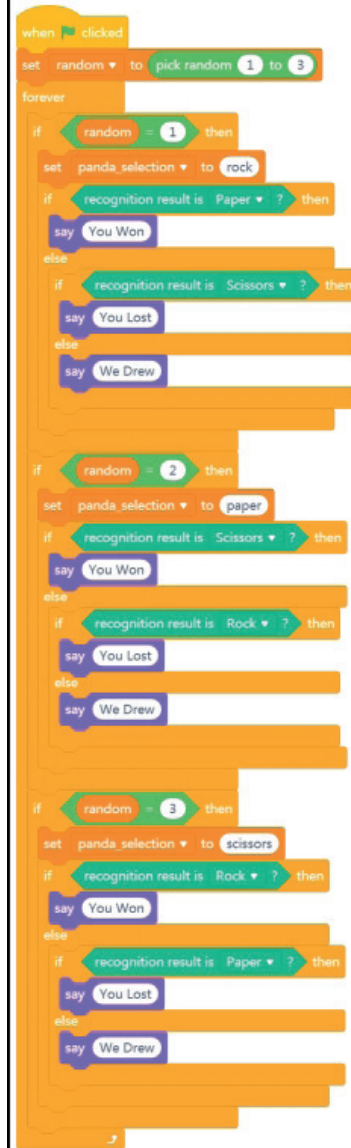 when clicked
set random ▾ to pick random 1 to 3
forever
if random = 1 then
set panda_selection ▾ to rock
if recognition result is Paper ▾ ? then
say You Won
else
if recognition result is Scissors ▾ ? then
say You Lost
else
say We Drew
if random = 2 then
set panda_selection ▾ to paper
if recognition result is Scissors ▾ ? then
say You Won
else
if recognition result is Rock ▾ ? then
say You Lost
else
say We Drew
if random = 3 then
set panda_selection ▾ to scissors
if recognition result is Rock ▾ ? then
say You Won
else
if recognition result is Paper ▾ ? then
say You Lost
else
say We Drew